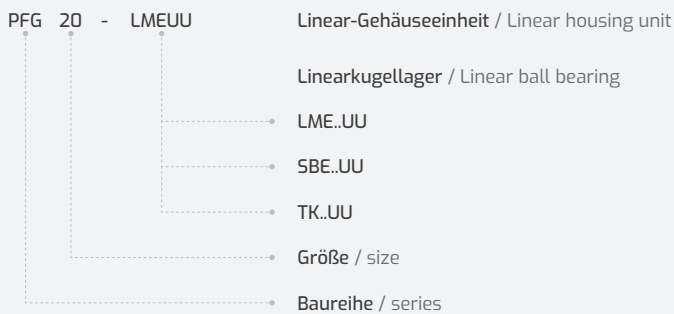 PFG 20 - LMEUU Linear-Gehäuseeinheit / Linear housing unit
Linearkugellager / Linear ball bearing
LME..UU
SBE..UU
TK..UU
Größe / size
Baureihe / series